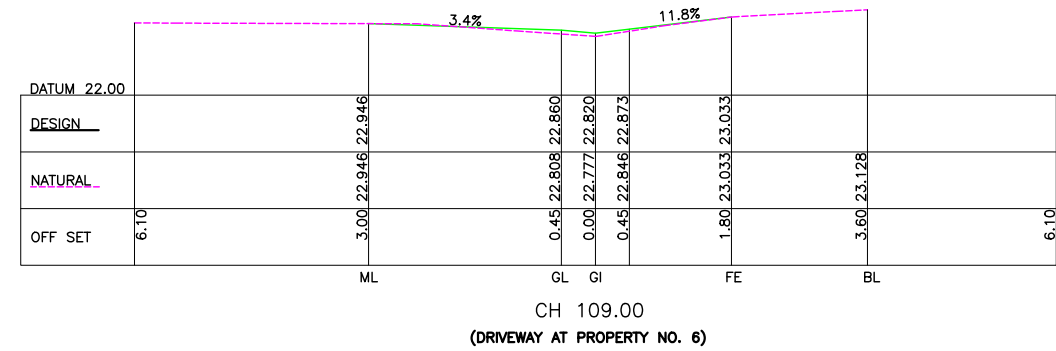 3.4% 11.8%
DATUM 22.00
DESIGN 22.946 22.860 22.820 22.873 23.033
NATURAL 22.946 22.808 22.777 22.846 23.033 23.128
OFF SET 6.10 3.00 0.45 0.00 0.45 1.80 3.60 6.10
ML GL GI FE BL
CH 109.00
(DRIVEWAY AT PROPERTY NO. 6)